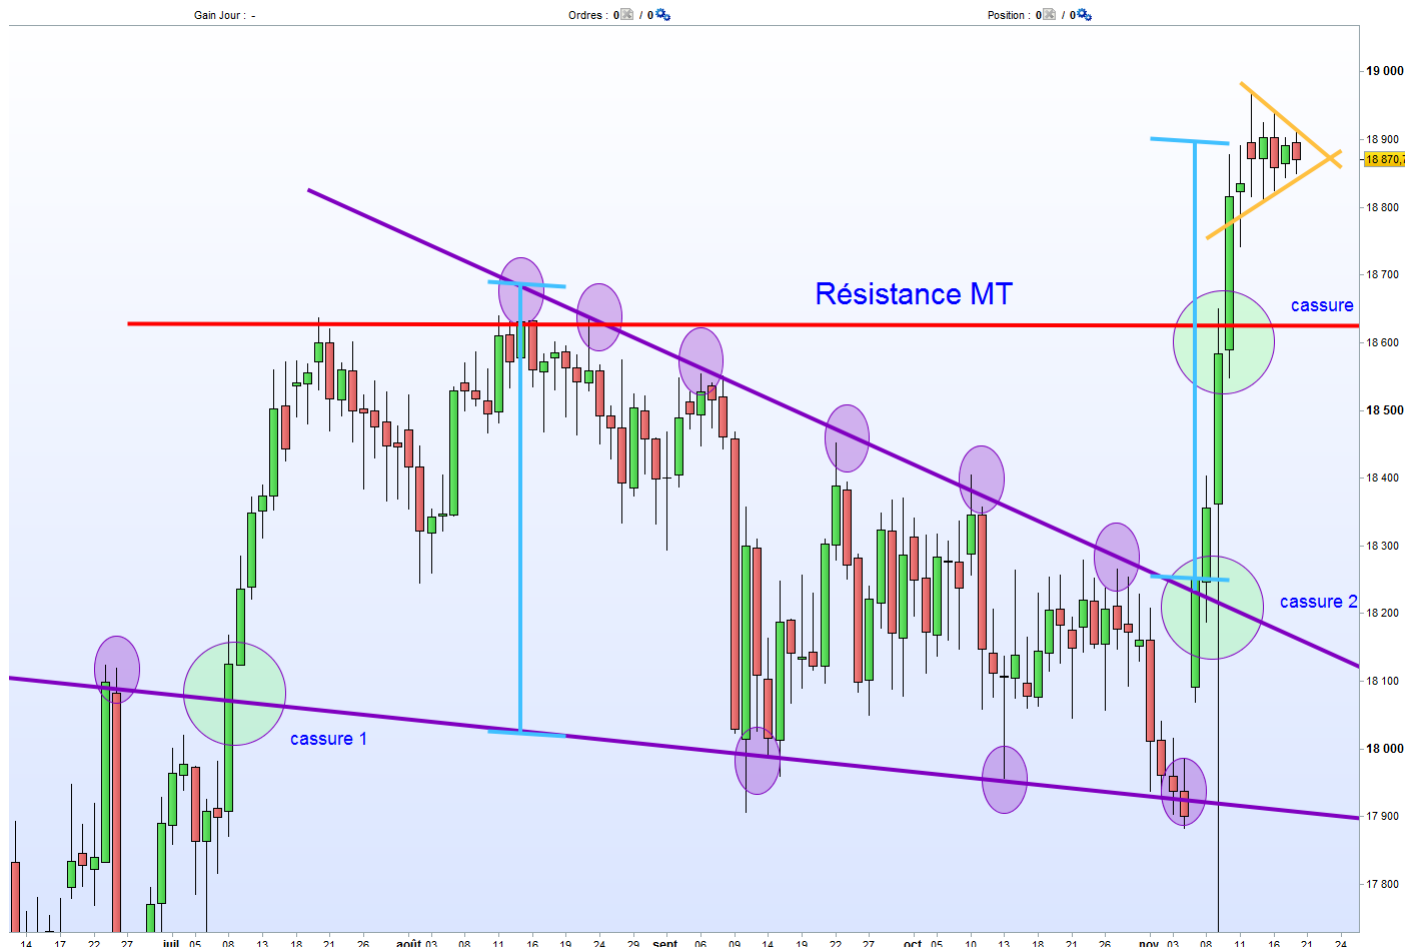 Gain Jour : -
Ordres : 0 / 0
Position : 0 / 0
19 000
18 900
18 870,7
18 800
18 700
Résistance MT
cassure
18 600
18 500
18 400
18 300
cassure 2
18 200
18 100
cassure 1
18 000
17 900
17 800
14 17 22 27 juil 05 08 13 18 21 26 août 03 08 11 16 19 24 29 sept 06 09 14 19 22 27 oct 05 10 13 18 21 26 nov 03 08 11 16 21 24